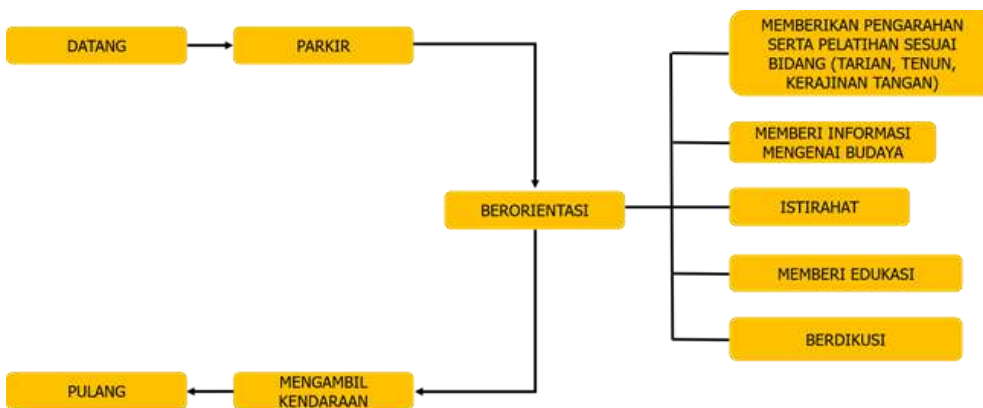 DATANG
PARKIR
MEMBERIKAN PENGARAHAN
SERTA PELATIHAN SESUAI
BIDANG (TARIAN, TENUN,
KERAJINAN TANGAN)
MEMBERI INFORMASI
MENGENAI BUDAYA
BERORIENTASI
ISTIRAHAT
MEMBERI EDUKASI
BERDIKUSI
PULANG
MENGAMBIL
KENDARAAN